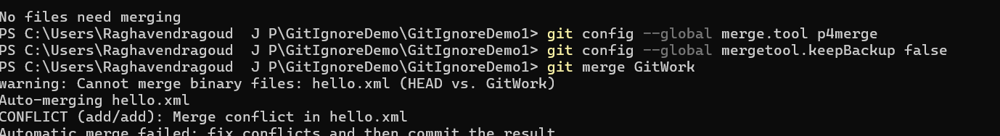 No files need merging
PS C:\Users\Raghavendragoud  J P\GitIgnoreDemo\GitIgnoreDemo1> git config --global merge.tool p4merge
PS C:\Users\Raghavendragoud  J P\GitIgnoreDemo\GitIgnoreDemo1> git config --global mergetool.keepBackup false
PS C:\Users\Raghavendragoud  J P\GitIgnoreDemo\GitIgnoreDemo1> git merge GitWork
warning: Cannot merge binary files: hello.xml (HEAD vs. GitWork)
Auto-merging hello.xml
CONFLICT (add/add): Merge conflict in hello.xml
Automatic merge failed; fix conflicts and then commit the result